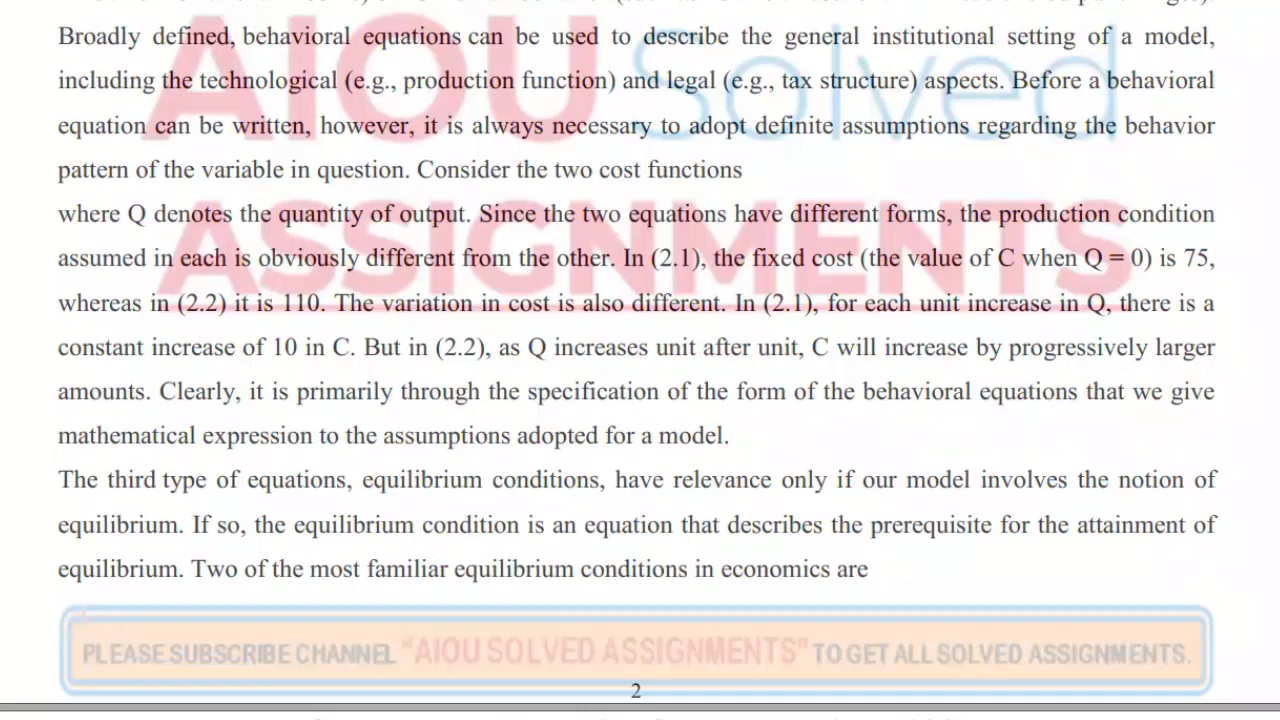 Broadly defined, behavioral equations can be used to describe the general institutional setting of a model,
including the technological (e.g., production function) and legal (e.g., tax structure) aspects. Before a behavioral
equation can be written, however, it is always necessary to adopt definite assumptions regarding the behavior
pattern of the variable in question. Consider the two cost functions
where Q denotes the quantity of output. Since the two equations have different forms, the production condition
assumed in each is obviously different from the other. In (2.1), the fixed cost (the value of C when Q = 0) is 75,
whereas in (2.2) it is 110. The variation in cost is also different. In (2.1), for each unit increase in Q, there is a
constant increase of 10 in C. But in (2.2), as Q increases unit after unit, C will increase by progressively larger
amounts. Clearly, it is primarily through the specification of the form of the behavioral equations that we give
mathematical expression to the assumptions adopted for a model.
The third type of equations, equilibrium conditions, have relevance only if our model involves the notion of
equilibrium. If so, the equilibrium condition is an equation that describes the prerequisite for the attainment of
equilibrium. Two of the most familiar equilibrium conditions in economics are
AIOU Solved
ASSIGNMENTS
PLEASE SUBSCRIBE CHANNEL "AIOU SOLVED ASSIGNMENTS" TO GET ALL SOLVED ASSIGNMENTS.
2